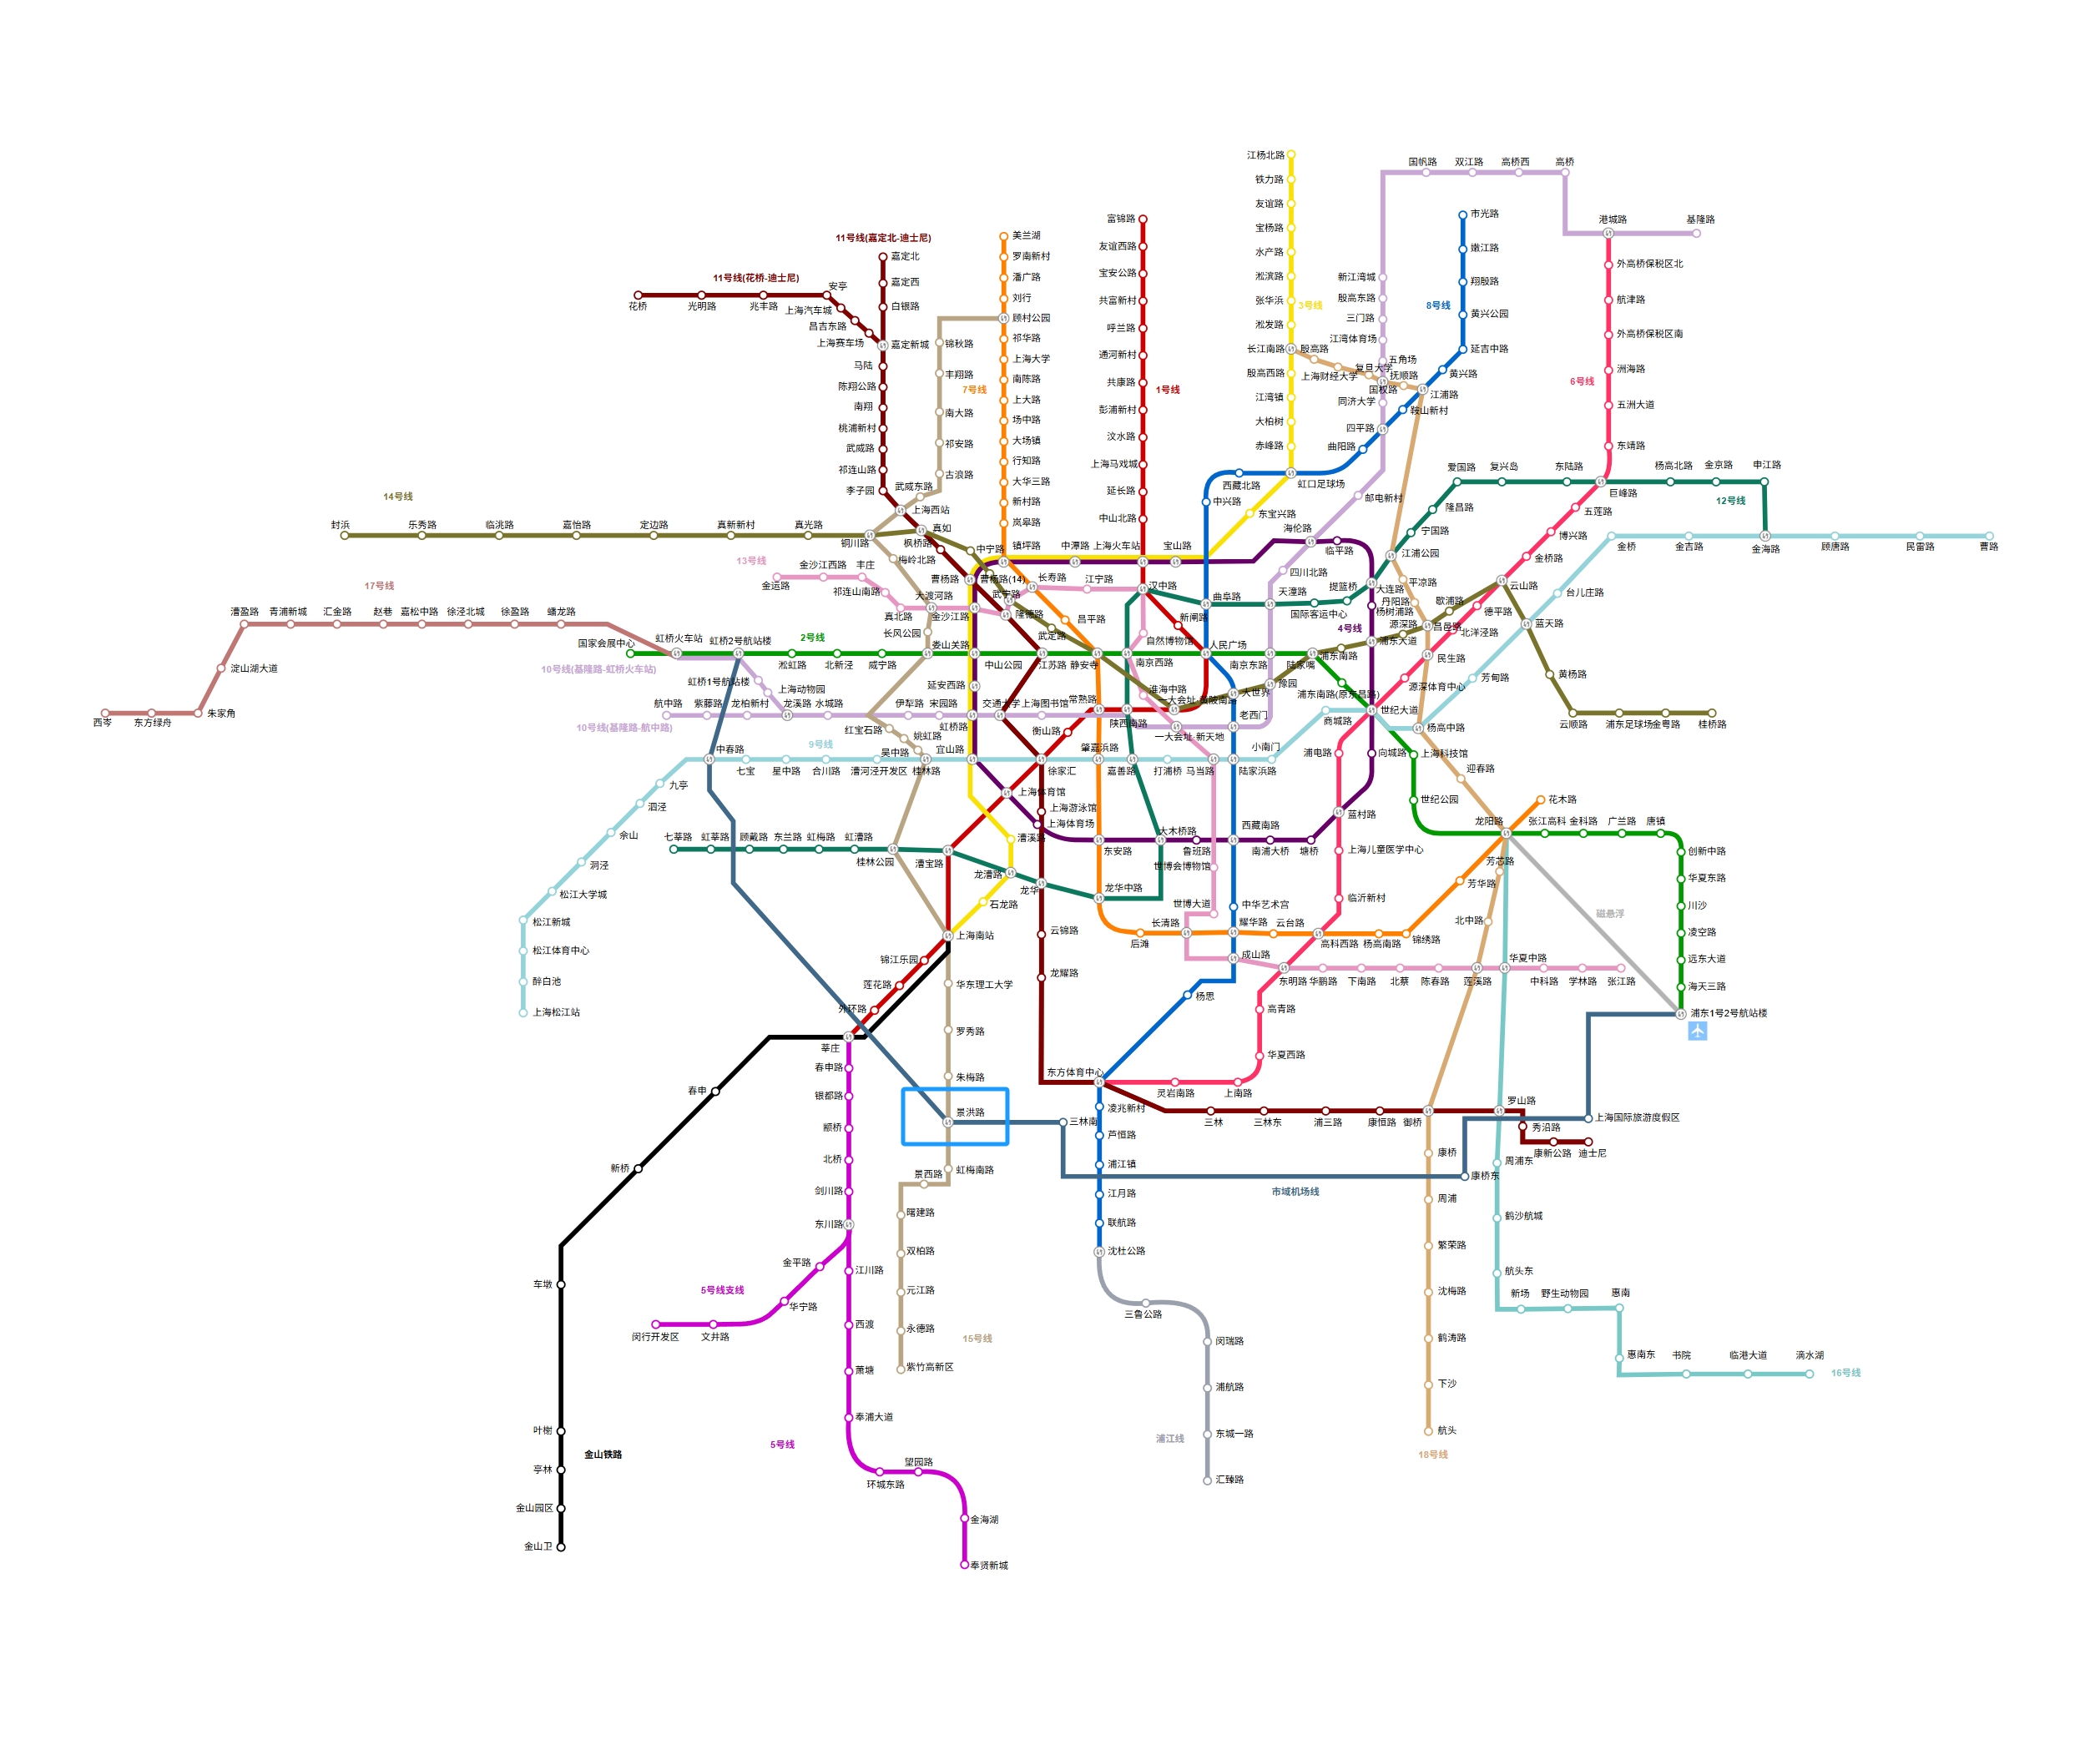 江杨北路
铁力路
友谊路
宝杨路
水产路
淞滨路
张华浜
3号线
淞发路
长江南路
殷高路
殷高西路
上海财经大学
复旦大学
五角场
抚顺路
国权路
江湾镇
同济大学
大柏树
四平路
赤峰路
曲阳路
虹口足球场
国帆路
双江路
高桥西
高桥
港城路
基隆路
新江湾城
殷高东路
三门路
江湾体育场
市光路
嫩江路
翔殷路
8号线
黄兴公园
延吉中路
黄兴路
江浦路
鞍山新村
外高桥保税区北
航津路
外高桥保税区南
洲海路
6号线
五洲大道
东靖路
巨峰路
五莲路
博兴路
金桥路
云山路
德平路
北洋泾路
民生路
源深体育中心
富锦路
友谊西路
宝安公路
共富新村
呼兰路
通河新村
共康路
1号线
彭浦新村
汶水路
上海马戏城
延长路
中山北路
上海火车站
美兰湖
罗南新村
潘广路
刘行
顾村公园
祁华路
上海大学
南陈路
7号线
上大路
场中路
大场镇
行知路
大华三路
新村路
岚皋路
镇坪路
11号线(嘉定北-迪士尼)
嘉定北
嘉定西
白银路
11号线(花桥-迪士尼)
花桥
光明路
兆丰路
安亭
上海汽车城
昌吉东路
上海赛车场
嘉定新城
马陆
陈翔公路
南翔
桃浦新村
武威路
祁连山路
李子园
上海西站
锦秋路
丰翔路
南大路
祁安路
古浪路
武威东路
14号线
封浜
乐秀路
临洮路
嘉怡路
定边路
真新新村
真光路
铜川路
真如
枫桥路
中宁路
曹杨路
曹杨路(14)
武宁路
隆德路
武定路
梅岭北路
大渡河路
金沙江路
长风公园
娄山关路
13号线
金沙江西路
丰庄
金运路
祁连山南路
真北路
长寿路
江宁路
汉中路
昌平路
中潭路
宝山路
东宝兴路
西藏北路
中兴路
海伦路
临平路
邮电新村
四川北路
曲阜路
天潼路
提篮桥
国际客运中心
大连路
杨树浦路
4号线
江浦公园
宁国路
隆昌路
爱国路
复兴岛
东陆路
杨高北路
金京路
申江路
12号线
金桥
金吉路
金海路
顾唐路
民雷路
曹路
台儿庄路
蓝天路
芳甸路
黄杨路
云顺路
浦东足球场
金粤路
桂桥路
平凉路
丹阳路
歇浦路
源深路
昌邑路
浦东大道
浦东南路
陆家嘴
浦东南路(原东昌路)
17号线
漕盈路
青浦新城
汇金路
赵巷
嘉松中路
徐泾北城
徐盈路
蟠龙路
淀山湖大道
西岑
东方绿舟
朱家角
国家会展中心
虹桥火车站
虹桥2号航站楼
2号线
淞虹路
北新泾
威宁路
中山公园
江苏路
静安寺
南京西路
自然博物馆
新闸路
人民广场
南京东路
10号线(基隆路-虹桥火车站)
虹桥1号航站楼
上海动物园
10号线(基隆路-航中路)
航中路
紫藤路
龙柏新村
龙溪路
水城路
伊犁路
宋园路
虹桥路
延安西路
交通大学
上海图书馆
常熟路
陕西南路
淮海中路
一大会址·黄陂南路
一大会址·新天地
大世界
豫园
老西门
红宝石路
姚虹路
吴中路
桂林路
宜山路
衡山路
徐家汇
肇嘉浜路
嘉善路
打浦桥
马当路
陆家浜路
小南门
商城路
世纪大道
杨高中路
9号线
中春路
七宝
星中路
合川路
漕河泾开发区
九亭
泗泾
佘山
洞泾
松江大学城
松江新城
松江体育中心
醉白池
上海松江站
七莘路
虹莘路
顾戴路
东兰路
虹梅路
虹漕路
桂林公园
漕宝路
龙漕路
漕溪路
石龙路
上海体育馆
上海游泳馆
上海体育场
龙华
云锦路
龙耀路
东安路
龙华中路
大木桥路
鲁班路
西藏南路
南浦大桥
塘桥
世博会博物馆
世博大道
后滩
长清路
中华艺术宫
耀华路
云台路
成山路
杨思
浦电路
向城路
蓝村路
上海儿童医学中心
临沂新村
高科西路
杨高南路
锦绣路
上海科技馆
世纪公园
迎春路
花木路
龙阳路
张江高科
金科路
广兰路
唐镇
创新中路
华夏东路
川沙
凌空路
远东大道
海天三路
浦东1号2号航站楼
芳芯路
芳华路
北中路
磁悬浮
东明路
华鹏路
下南路
北蔡
陈春路
莲溪路
华夏中路
中科路
学林路
张江路
高青路
华夏西路
上南路
灵岩南路
东方体育中心
上海南站
锦江乐园
莲花路
外环路
莘庄
华东理工大学
罗秀路
朱梅路
景洪路
虹梅南路
景西路
曙建路
双柏路
元江路
永德路
紫竹高新区
15号线
春申路
银都路
颛桥
北桥
剑川路
东川路
金平路
华宁路
文井路
闵行开发区
5号线支线
江川路
西渡
萧塘
奉浦大道
5号线
环城东路
望园路
金海湖
奉贤新城
春申
新桥
车墩
叶榭
亭林
金山园区
金山卫
金山铁路
三林南
凌兆新村
芦恒路
浦江镇
江月路
联航路
沈杜公路
三鲁公路
闵瑞路
浦航路
东城一路
汇臻路
浦江线
三林
三林东
浦三路
康恒路
御桥
罗山路
秀沿路
康新公路
迪士尼
上海国际旅游度假区
康桥东
市域机场线
康桥
周浦
繁荣路
沈梅路
鹤涛路
下沙
航头
18号线
周浦东
鹤沙航城
航头东
新场
野生动物园
惠南
惠南东
书院
临港大道
滴水湖
16号线